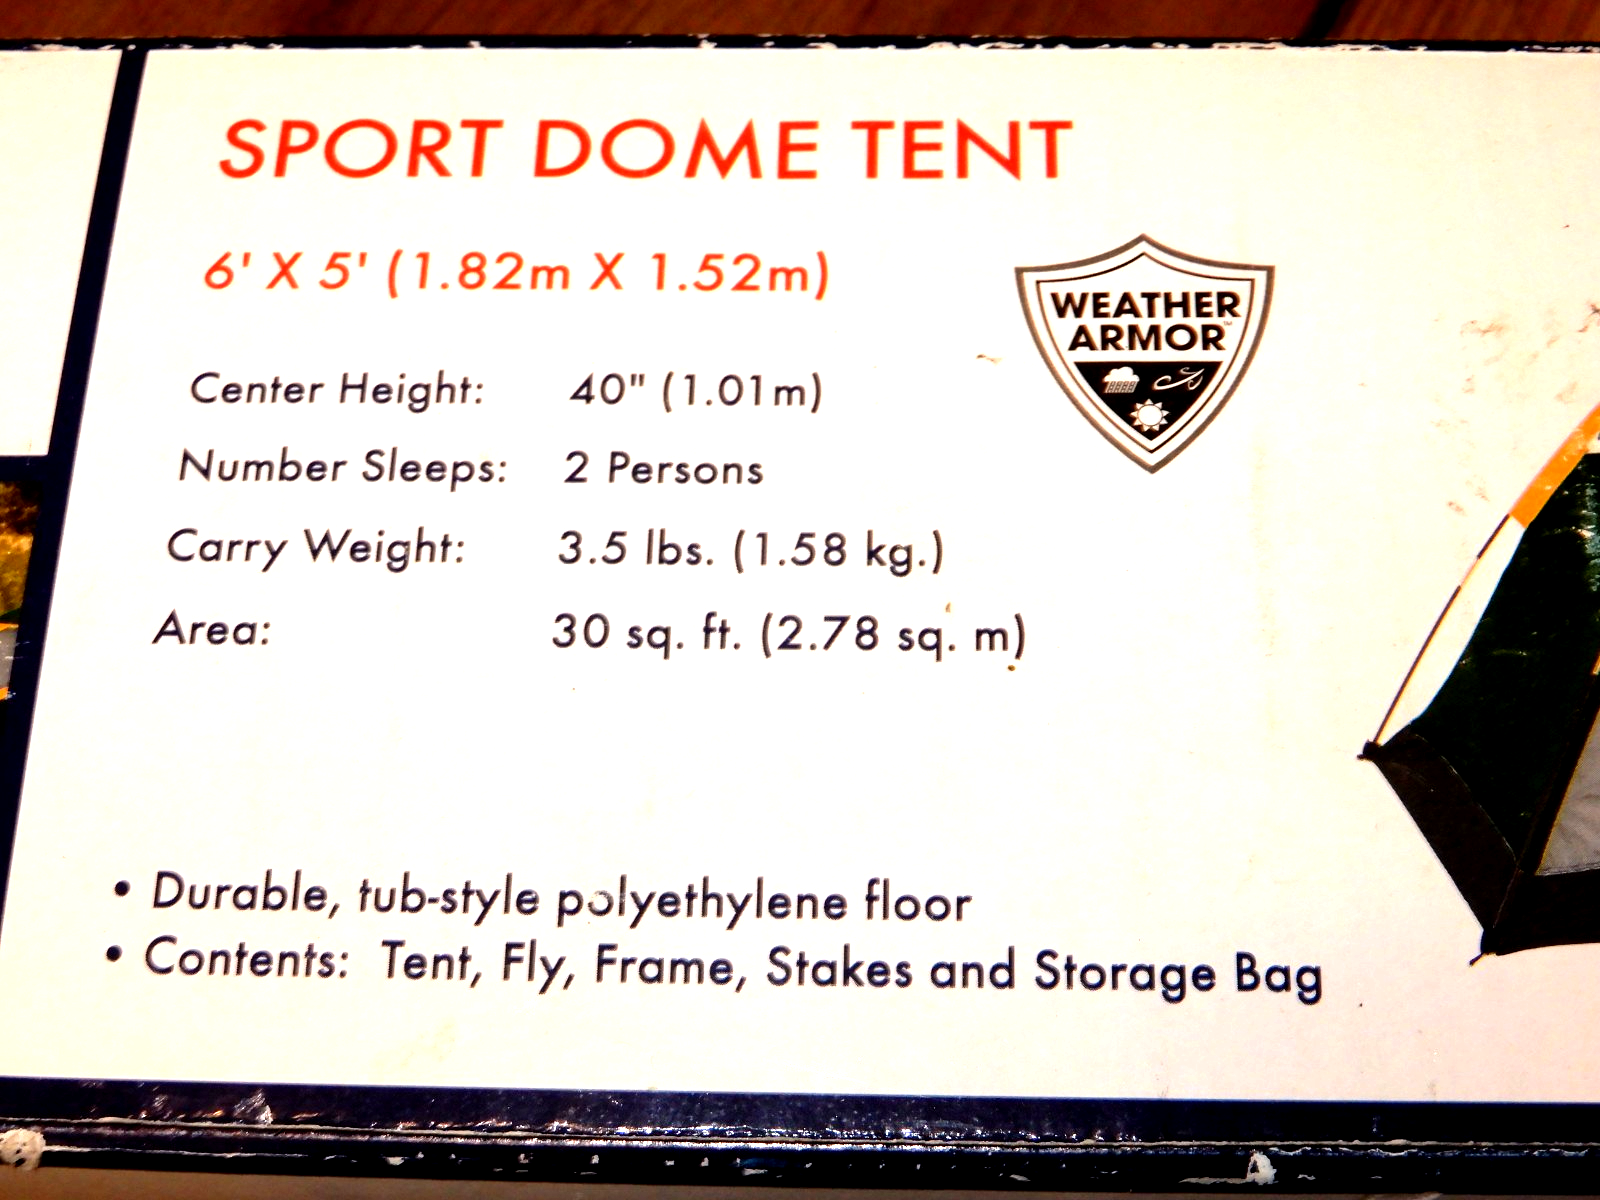 SPORT DOME TENT
6' X 5' (1.82m X 1.52m)
WEATHER
ARMOR™
Center Height: 40" (1.01m)
Number Sleeps: 2 Persons
Carry Weight: 3.5 lbs. (1.58 kg.)
Area: 30 sq. ft. (2.78 sq. m)
• Durable, tub-style polyethylene floor
• Contents: Tent, Fly, Frame, Stakes and Storage Bag